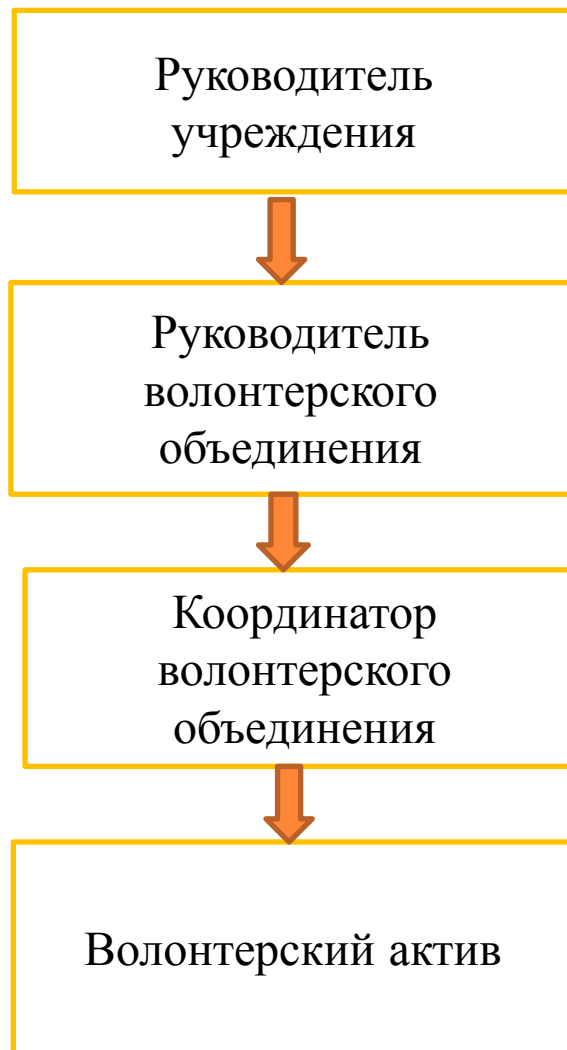 Руководитель
учреждения
Руководитель
волонтерского
объединения
Координатор
волонтерского
объединения
Волонтерский актив